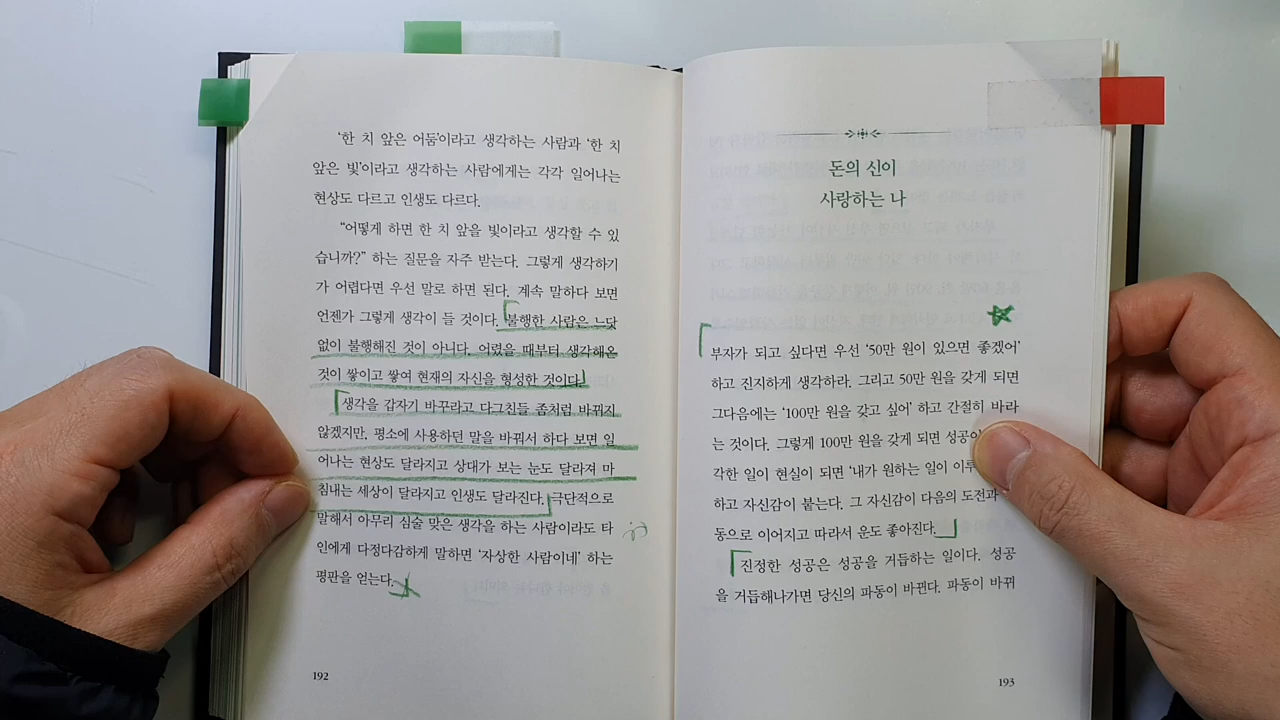 ‘한 치 앞은 어둠’이라고 생각하는 사람과 ‘한 치
앞은 빛’이라고 생각하는 사람에게는 각각 일어나는
현상도 다르고 인생도 다르다.
“어떻게 하면 한 치 앞을 빛이라고 생각할 수 있
습니까?” 하는 질문을 자주 받는다. 그렇게 생각하기
가 어렵다면 우선 말로 하면 된다. 계속 말하다 보면
언젠가 그렇게 생각이 들 것이다. 불행한 사람은 느닷
없이 불행해진 것이 아니다. 어렸을 때부터 생각해온
것이 쌓이고 쌓여 현재의 자신을 형성한 것이다.
생각을 갑자기 바꾸라고 다그친들 좀처럼 바뀌지
않겠지만, 평소에 사용하던 말을 바꿔서 하다 보면 일
어나는 현상도 달라지고 상대가 보는 눈도 달라져 마
침내는 세상이 달라지고 인생도 달라진다. 극단적으로
말해서 아무리 심술 맞은 생각을 하는 사람이라도 타
인에게 다정다감하게 말하면 ‘자상한 사람이네’ 하는
평판을 얻는다.
192
돈의 신이
사랑하는 나
부자가 되고 싶다면 우선 ‘50만 원이 있으면 좋겠어’
하고 진지하게 생각하라. 그리고 50만 원을 갖게 되면
그다음에는 ‘100만 원을 갖고 싶어’ 하고 간절히 바라
는 것이다. 그렇게 100만 원을 갖게 되면
각한 일이 현실이 되면 ‘내가 원하는 일이
하고 자신감이 붙는다. 그 자신감이 다음의 도전과
동으로 이어지고 따라서 운도 좋아진다.
진정한 성공은 성공을 거듭하는 일이다. 성공
을 거듭해나가면 당신의 파동이 바뀐다. 파동이 바뀌
193